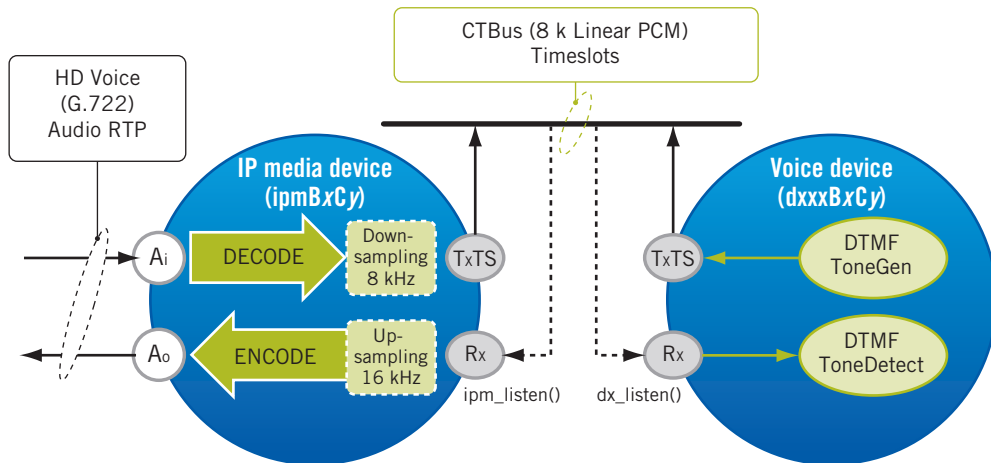 CTBus (8 k Linear PCM)
Timeslots
HD Voice
(G.722)
Audio RTP
IP media device
(ipmBxCy)
Voice device
(dxxxBxCy)
Ai
DECODE
Down-
sampling
8 kHz
TxTS
TxTS
DTMF
ToneGen
Ao
ENCODE
Up-
sampling
16 kHz
Rx
Rx
DTMF
ToneDetect
ipm_listen()
dx_listen()